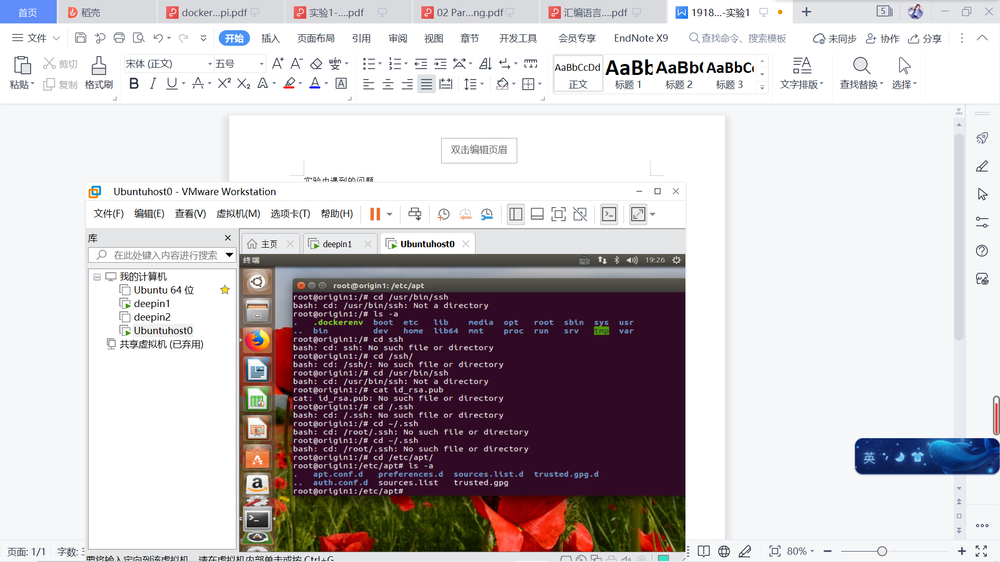 首页 稻壳 docker...pi.pdf 实验1-....pdf 02 Par...ng.pdf 汇编语言....pdf 1918...-实验1 5
文件 开始 插入 页面布局 引用 审阅 视图 章节 开发工具 会员专享 EndNote X9 查找命令、搜索模板 未同步 协作 分享
粘贴 剪切 复制 格式刷 宋体 (正文) 五号 wén AaBbCcDd 正文 AaBb 标题 1 AaBb( 标题 2 AaBbC 标题 3 文字排版 查找替换 选择
双击编辑页眉
实验中遇到的问题
Ubuntuhost0 - VMware Workstation
文件(F) 编辑(E) 查看(V) 虚拟机(M) 选项卡(T) 帮助(H)
库
主页 deepin1 Ubuntuhost0
在此处键入内容进行搜索
我的计算机
Ubuntu 64 位
deepin1
deepin2
Ubuntuhost0
共享虚拟机 (已弃用)
终端 19:26
root@origin1: /etc/apt
root@origin1:/# cd /usr/bin/ssh
bash: cd: /usr/bin/ssh: Not a directory
root@origin1:/# ls -a
. .dockerenv boot etc lib media opt root sbin sys usr
.. bin dev home lib64 mnt proc run srv tmp var
root@origin1:/# cd ssh
bash: cd: ssh: No such file or directory
root@origin1:/# cd /ssh/
bash: cd: /ssh/: No such file or directory
root@origin1:/# cd /usr/bin/ssh
bash: cd: /usr/bin/ssh: Not a directory
root@origin1:/# cat id_rsa.pub
cat: id_rsa.pub: No such file or directory
root@origin1:/# cd /.ssh
bash: cd: /.ssh: No such file or directory
root@origin1:/# cd ~/.ssh
bash: cd: /root/.ssh: No such file or directory
root@origin1:/# cd ~/.ssh
bash: cd: /root/.ssh: No such file or directory
root@origin1:/# cd /etc/apt/
root@origin1:/etc/apt# ls -a
. apt.conf.d preferences.d sources.list.d trusted.gpg.d
.. auth.conf.d sources.list trusted.gpg
root@origin1:/etc/apt#
英
页面: 1/1 字数: 80%
要将输入定向到该虚拟机，请在虚拟机内部单击或按 Ctrl+G